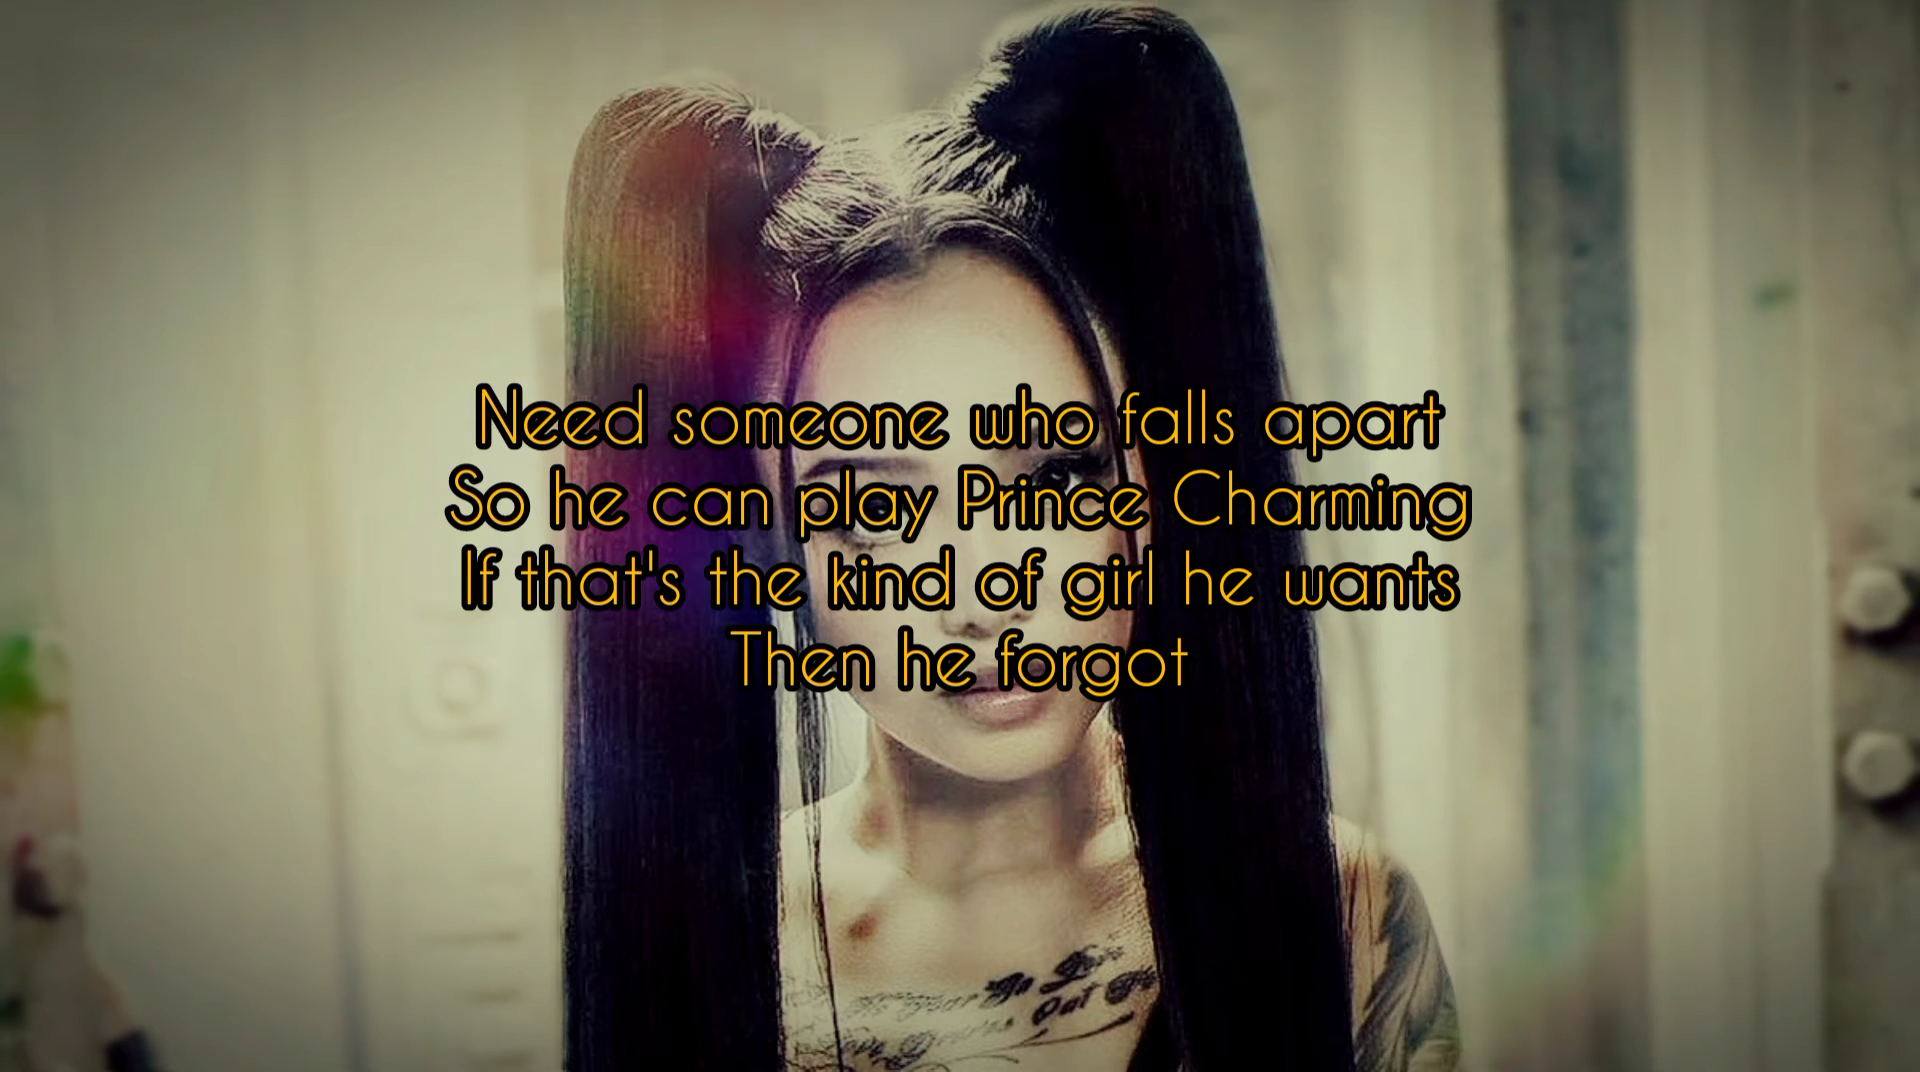 Need someone who falls apart
So he can play Prince Charming
If that's the kind of girl he wants
Then he forgot